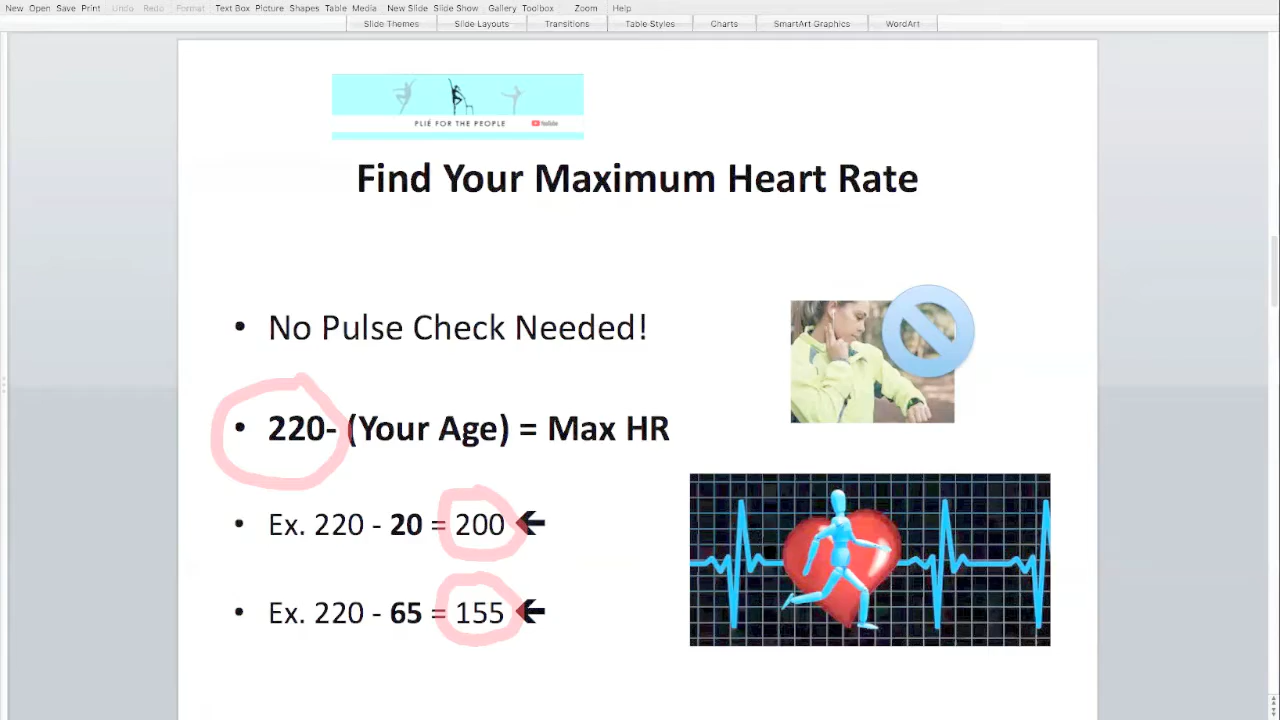 New Open Save Print Undo Redo Format Text Box Picture Shapes Table Media New Slide Slide Show Gallery Toolbox Zoom Help
Slide Themes Slide Layouts Transitions Table Styles Charts SmartArt Graphics WordArt
PLIÉ FOR THE PEOPLE YouTube
Find Your Maximum Heart Rate
• No Pulse Check Needed!
• 220- (Your Age) = Max HR
• Ex. 220 - 20 = 200 🡸
• Ex. 220 - 65 = 155 🡸